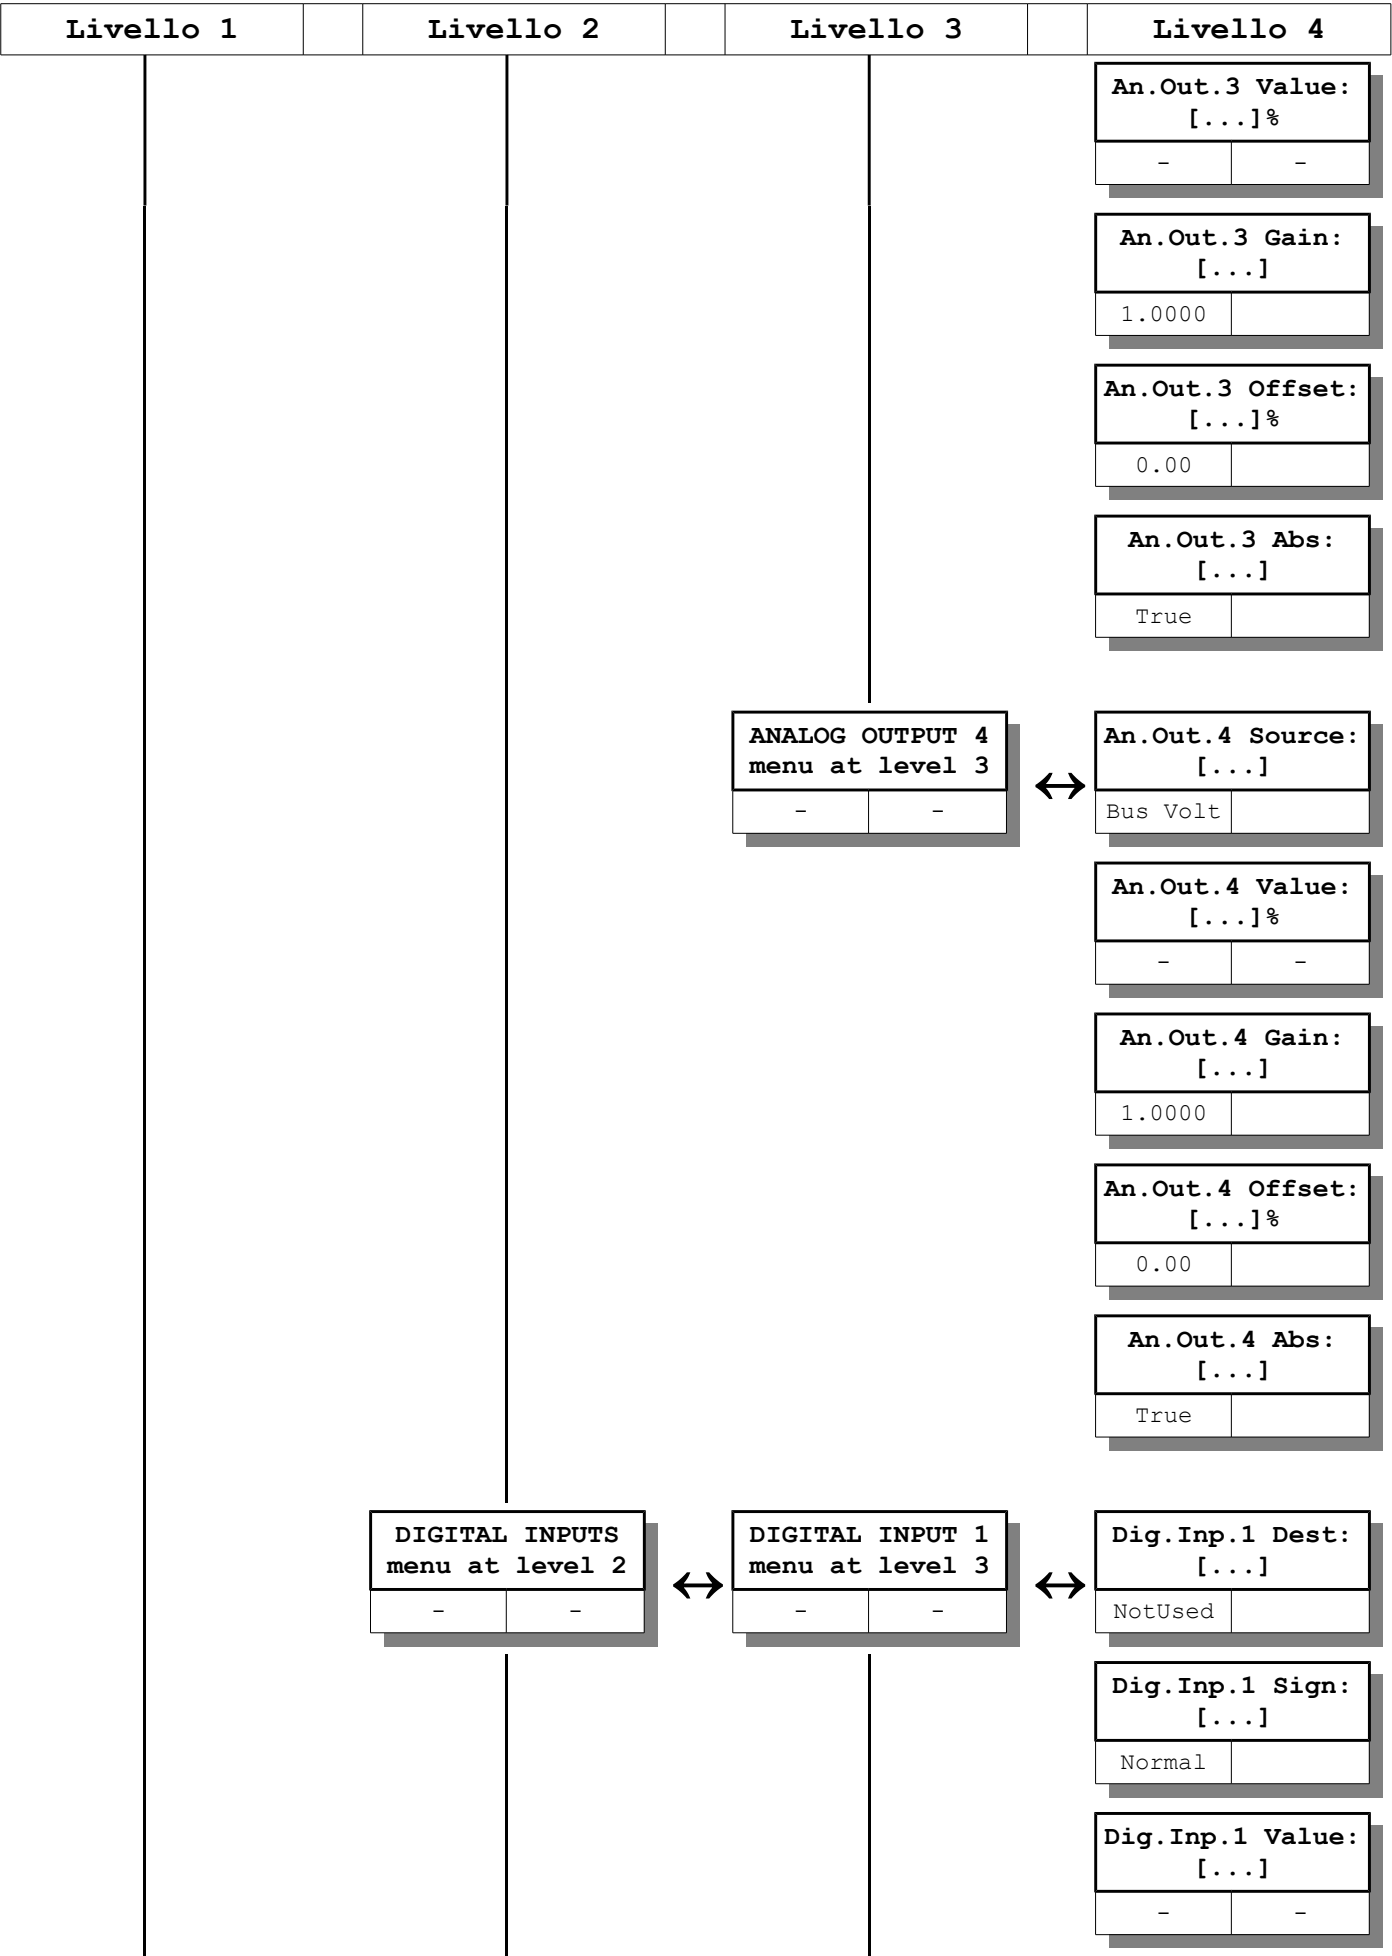 Livello 1 Livello 2 Livello 3 Livello 4
An.Out.3 Value:
[...]%
- -
An.Out.3 Gain:
[...]
1.0000
An.Out.3 Offset:
[...]%
0.00
An.Out.3 Abs:
[...]
True
ANALOG OUTPUT 4
menu at level 3
- -
An.Out.4 Source:
[...]
Bus Volt
An.Out.4 Value:
[...]%
- -
An.Out.4 Gain:
[...]
1.0000
An.Out.4 Offset:
[...]%
0.00
An.Out.4 Abs:
[...]
True
DIGITAL INPUTS
menu at level 2
- -
DIGITAL INPUT 1
menu at level 3
- -
Dig.Inp.1 Dest:
[...]
NotUsed
Dig.Inp.1 Sign:
[...]
Normal
Dig.Inp.1 Value:
[...]
- -